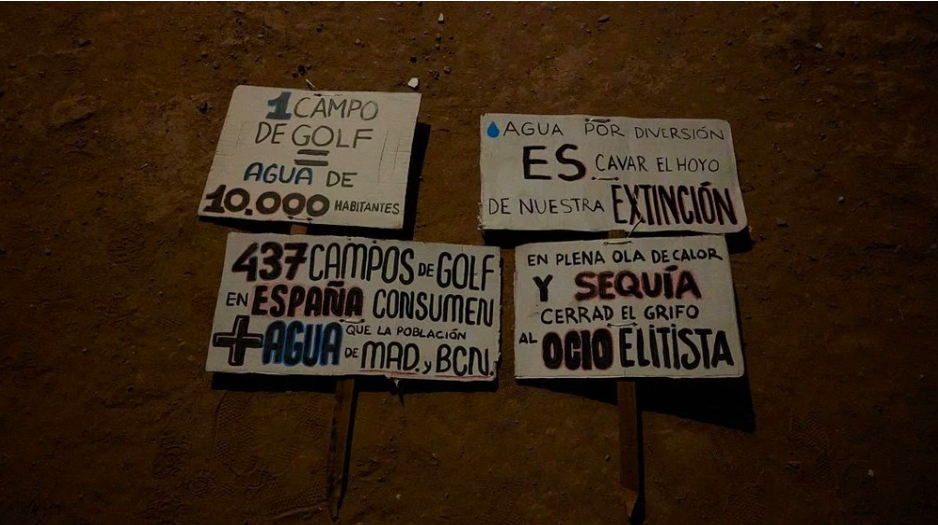 1 CAMPO
DE GOLF
=
AGUA DE
10.000 HABITANTES
AGUA POR DIVERSIÓN
ES CAVAR EL HOYO
DE NUESTRA EXTINCIÓN
437 CAMPOS DE GOLF
EN ESPAÑA CONSUMEN
+ AGUA QUE LA POBLACIÓN
DE MAD. y BCN.
EN PLENA OLA DE CALOR
Y SEQUÍA
CERRAD EL GRIFO
AL OCIO ELITISTA